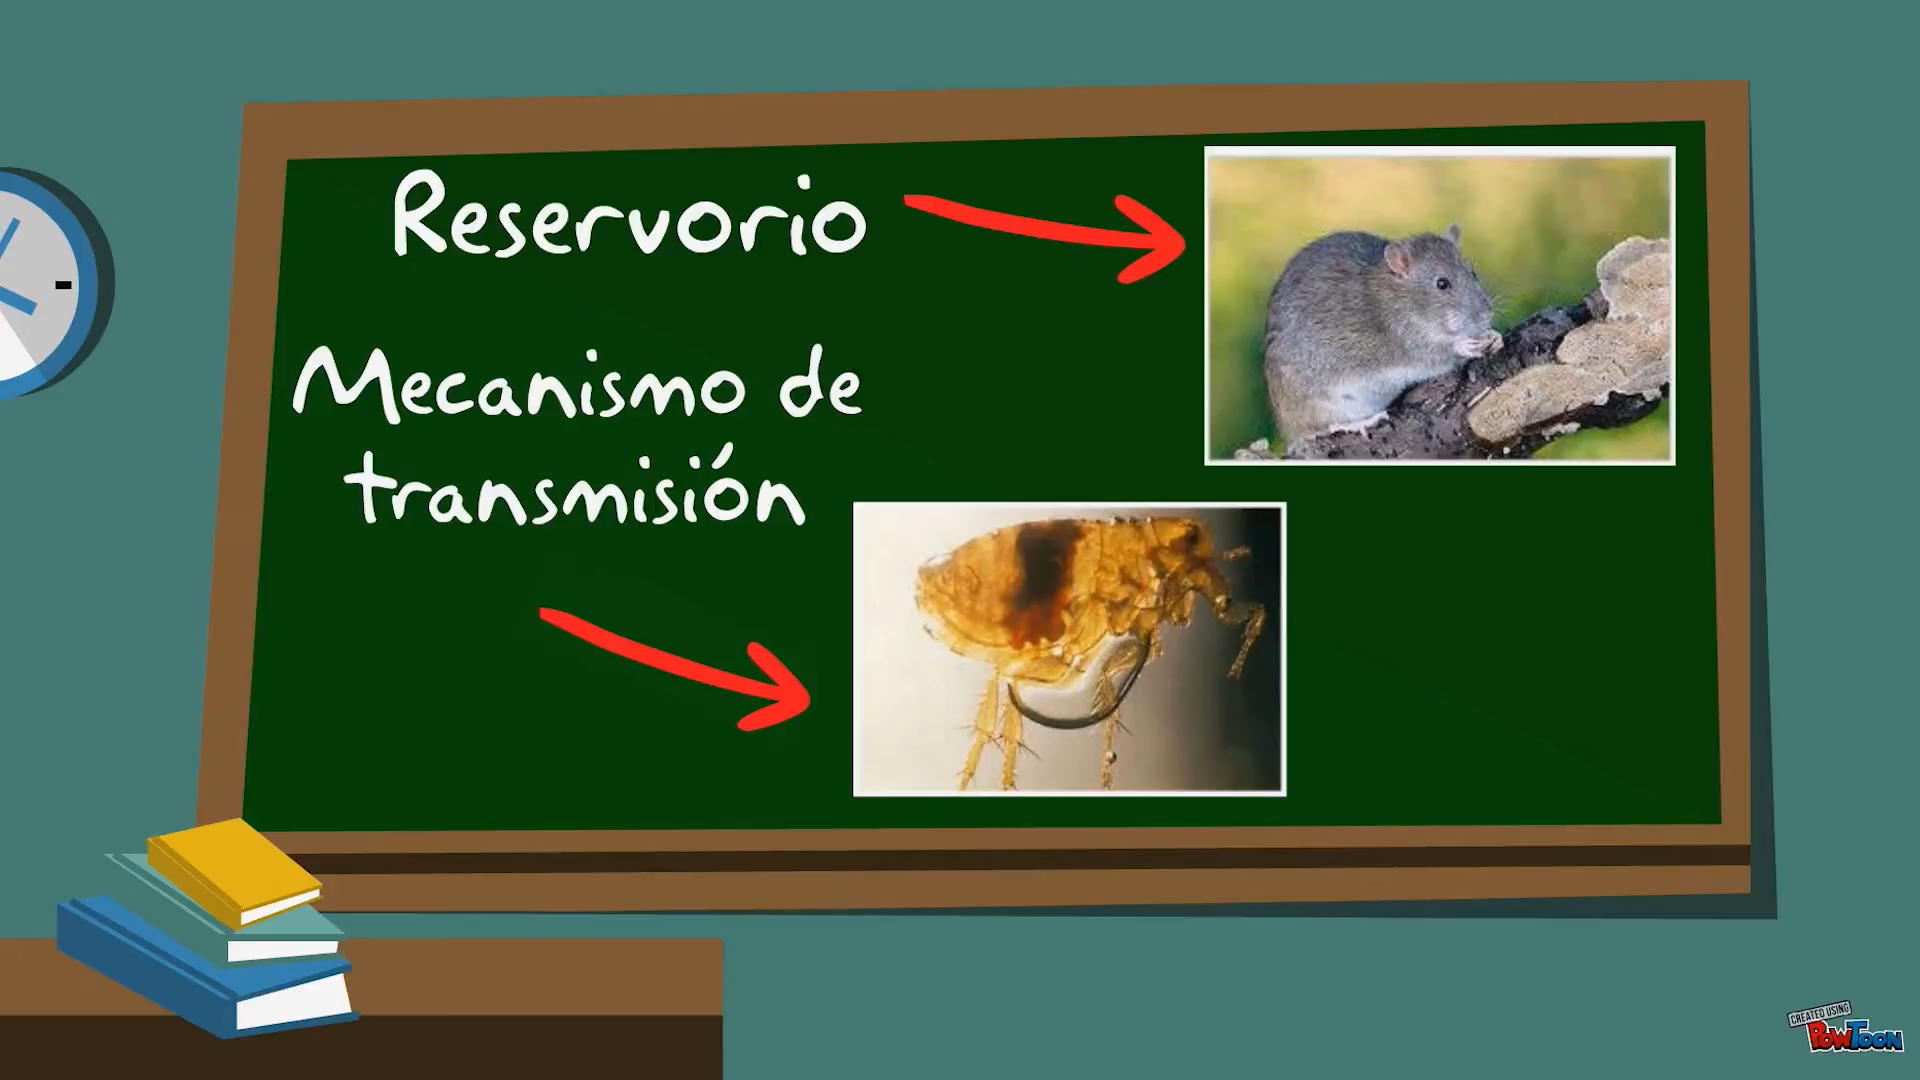 Reservorio
Mecanismo de
transmisión
CREATED USING
POWTOON